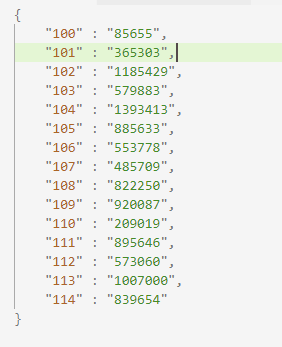 {
"100" : "85655",
"101" : "365303",
"102" : "1185429",
"103" : "579883",
"104" : "1393413",
"105" : "885633",
"106" : "553778",
"107" : "485709",
"108" : "822250",
"109" : "920087",
"110" : "209019",
"111" : "895646",
"112" : "573060",
"113" : "1007000",
"114" : "839654"
}